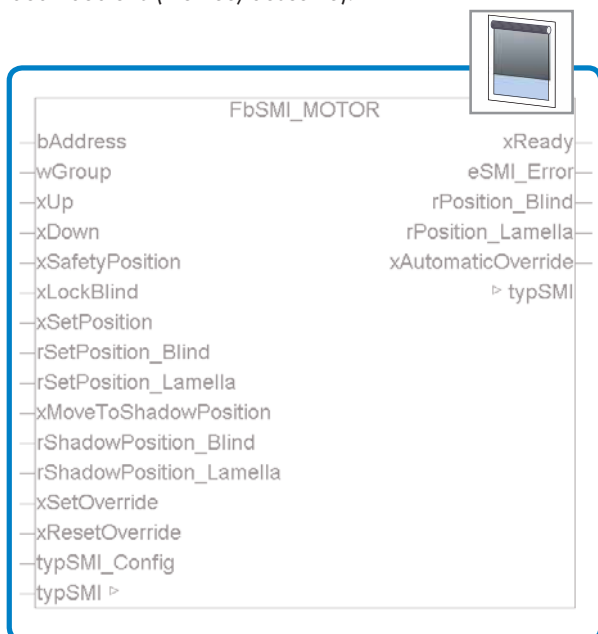 FbSMI_MOTOR
bAddress
xReady
wGroup
eSMI_Error
xUp
rPosition_Blind
xDown
rPosition_Lamella
xSafetyPosition
xAutomaticOverride
xLockBlind
▷ typSMI
xSetPosition
rSetPosition_Blind
rSetPosition_Lamella
xMoveToShadowPosition
rShadowPosition_Blind
rShadowPosition_Lamella
xSetOverride
xResetOverride
typSMI_Config
typSMI ▷